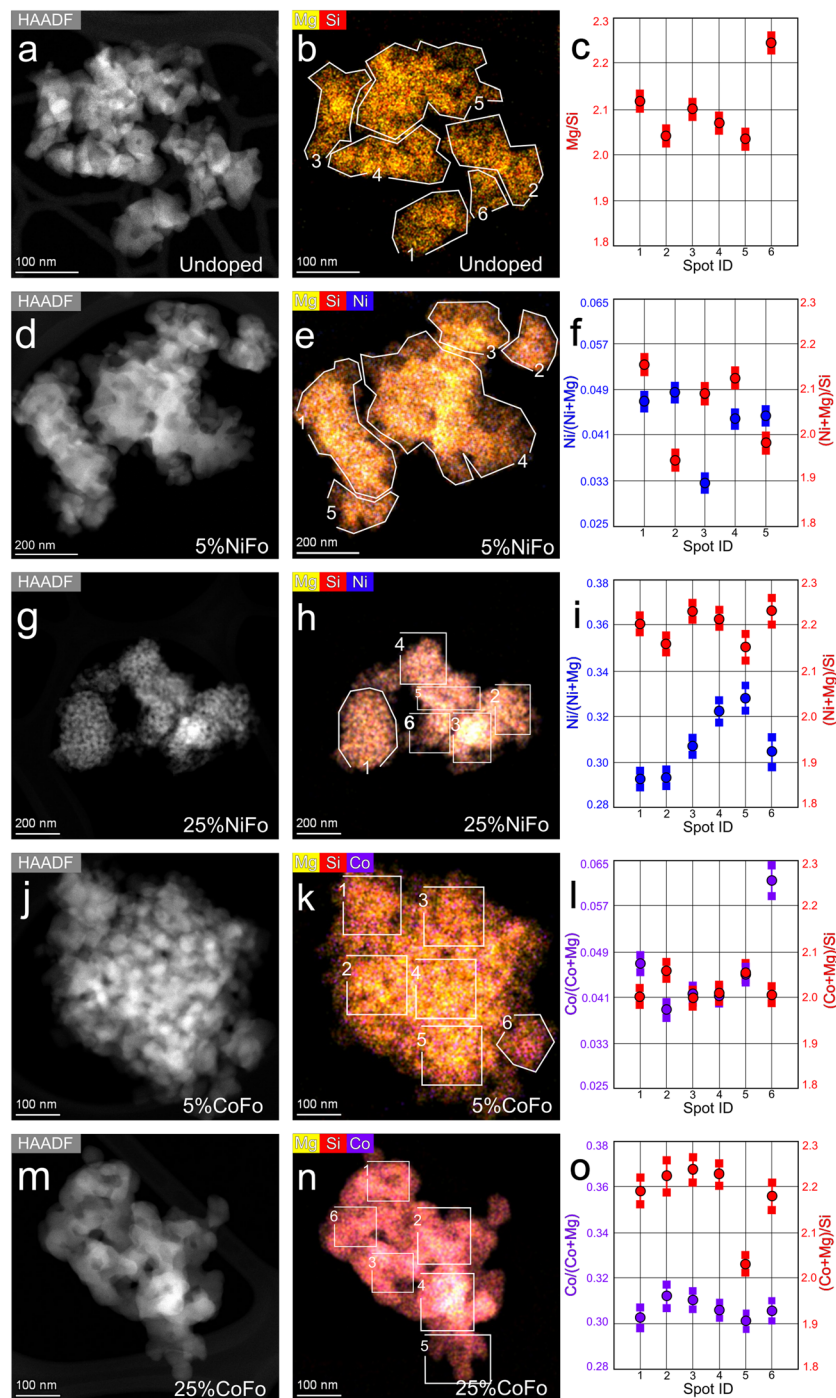 HAADF
a
100 nm
Undoped
Mg Si
b
1
2
3
4
5
6
100 nm
Undoped
c
Mg/Si
2.3
2.2
2.1
2.0
1.9
1.8
1 2 3 4 5 6
Spot ID
HAADF
d
200 nm
5%NiFo
Mg Si Ni
e
1
2
3
4
5
200 nm
5%NiFo
f
Ni/(Ni+Mg)
0.065
0.057
0.049
0.041
0.033
0.025
(Ni+Mg)/Si
2.3
2.2
2.1
2.0
1.9
1.8
1 2 3 4 5
Spot ID
HAADF
g
200 nm
25%NiFo
Mg Si Ni
h
4
5
2
6
3
1
200 nm
25%NiFo
i
Ni/(Ni+Mg)
0.38
0.36
0.34
0.32
0.30
0.28
(Ni+Mg)/Si
2.3
2.2
2.1
2.0
1.9
1.8
1 2 3 4 5 6
Spot ID
HAADF
j
100 nm
5%CoFo
Mg Si Co
k
1
3
2
4
5
6
100 nm
5%CoFo
l
Co/(Co+Mg)
0.065
0.057
0.049
0.041
0.033
0.025
(Co+Mg)/Si
2.3
2.2
2.1
2.0
1.9
1.8
1 2 3 4 5 6
Spot ID
HAADF
m
100 nm
25%CoFo
Mg Si Co
n
1
6
2
3
4
5
100 nm
25%CoFo
o
Co/(Co+Mg)
0.38
0.36
0.34
0.32
0.30
0.28
(Co+Mg)/Si
2.3
2.2
2.1
2.0
1.9
1.8
1 2 3 4 5 6
Spot ID